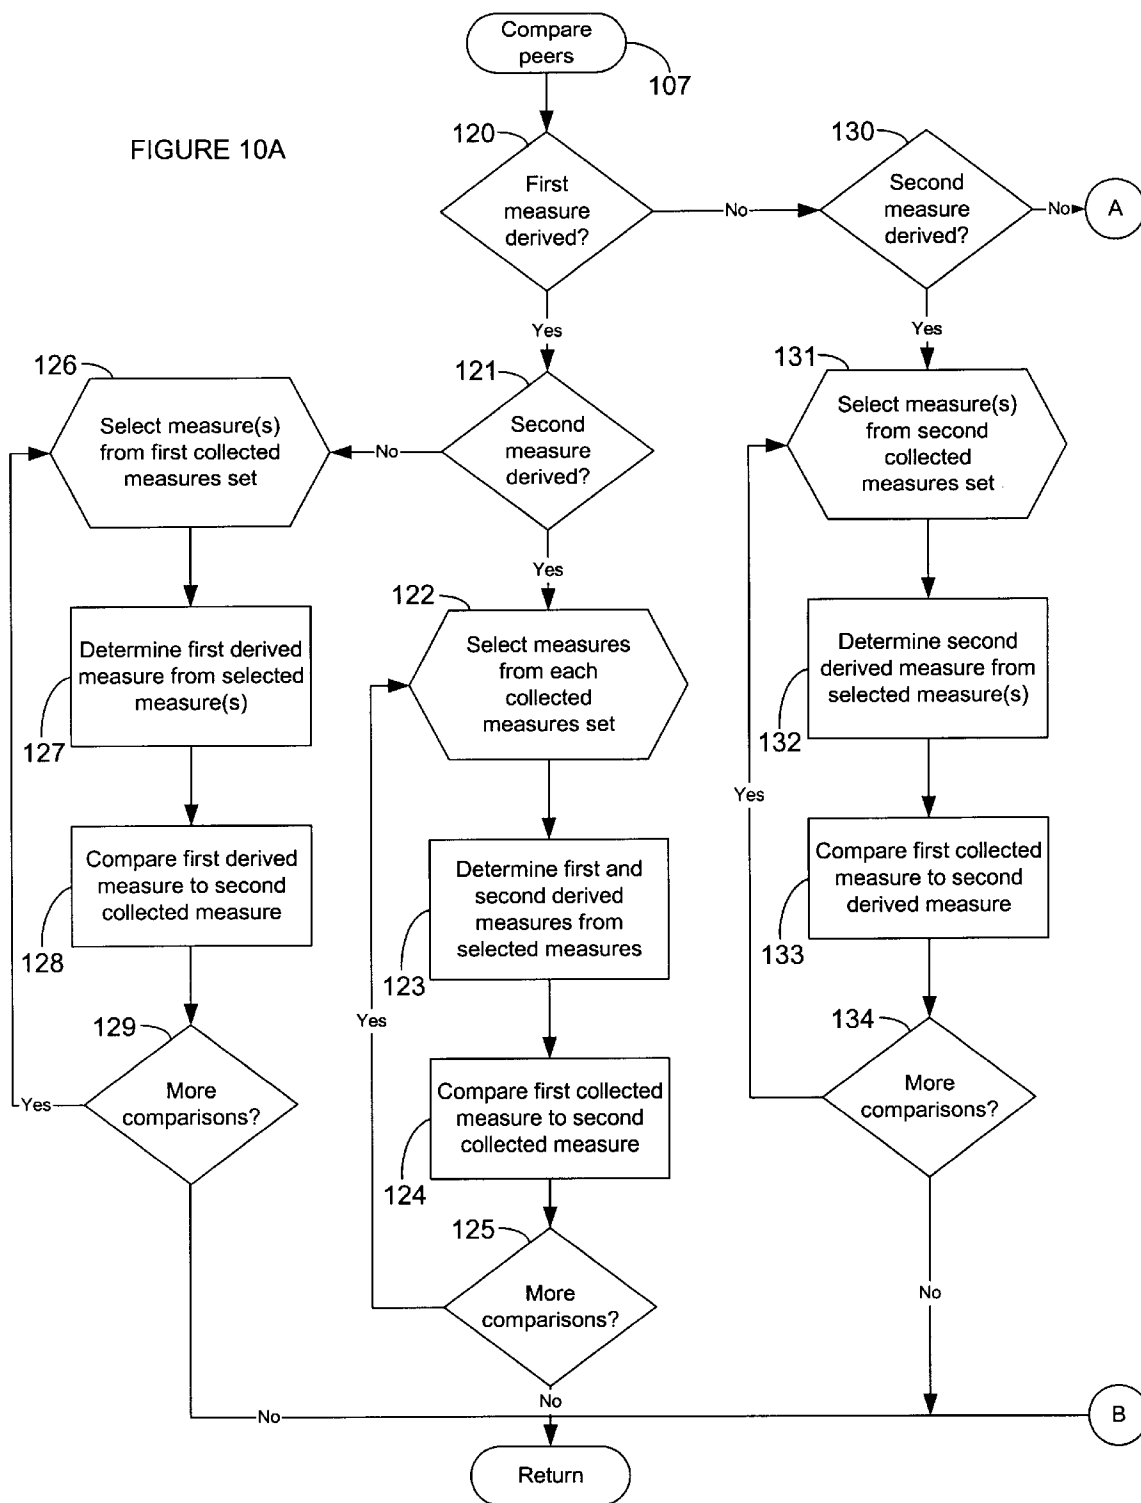 Compare
peers
107
FIGURE 10A
120
First
measure
derived?
No
130
Second
measure
derived?
No
A
Yes
Yes
126
Select measure(s)
from first collected
measures set
No
121
Second
measure
derived?
131
Select measure(s)
from second
collected
measures set
Yes
122
Select measures
from each
collected
measures set
Determine first derived
measure from selected
measure(s)
127
Determine second
derived measure from
selected measure(s)
132
Yes
Compare first derived
measure to second
collected measure
128
Determine first and
second derived
measures from
selected measures
123
Compare first collected
measure to second
derived measure
133
Yes
129
More
comparisons?
Yes
Compare first collected
measure to second
collected measure
124
134
More
comparisons?
125
More
comparisons?
No
No
No
B
Return